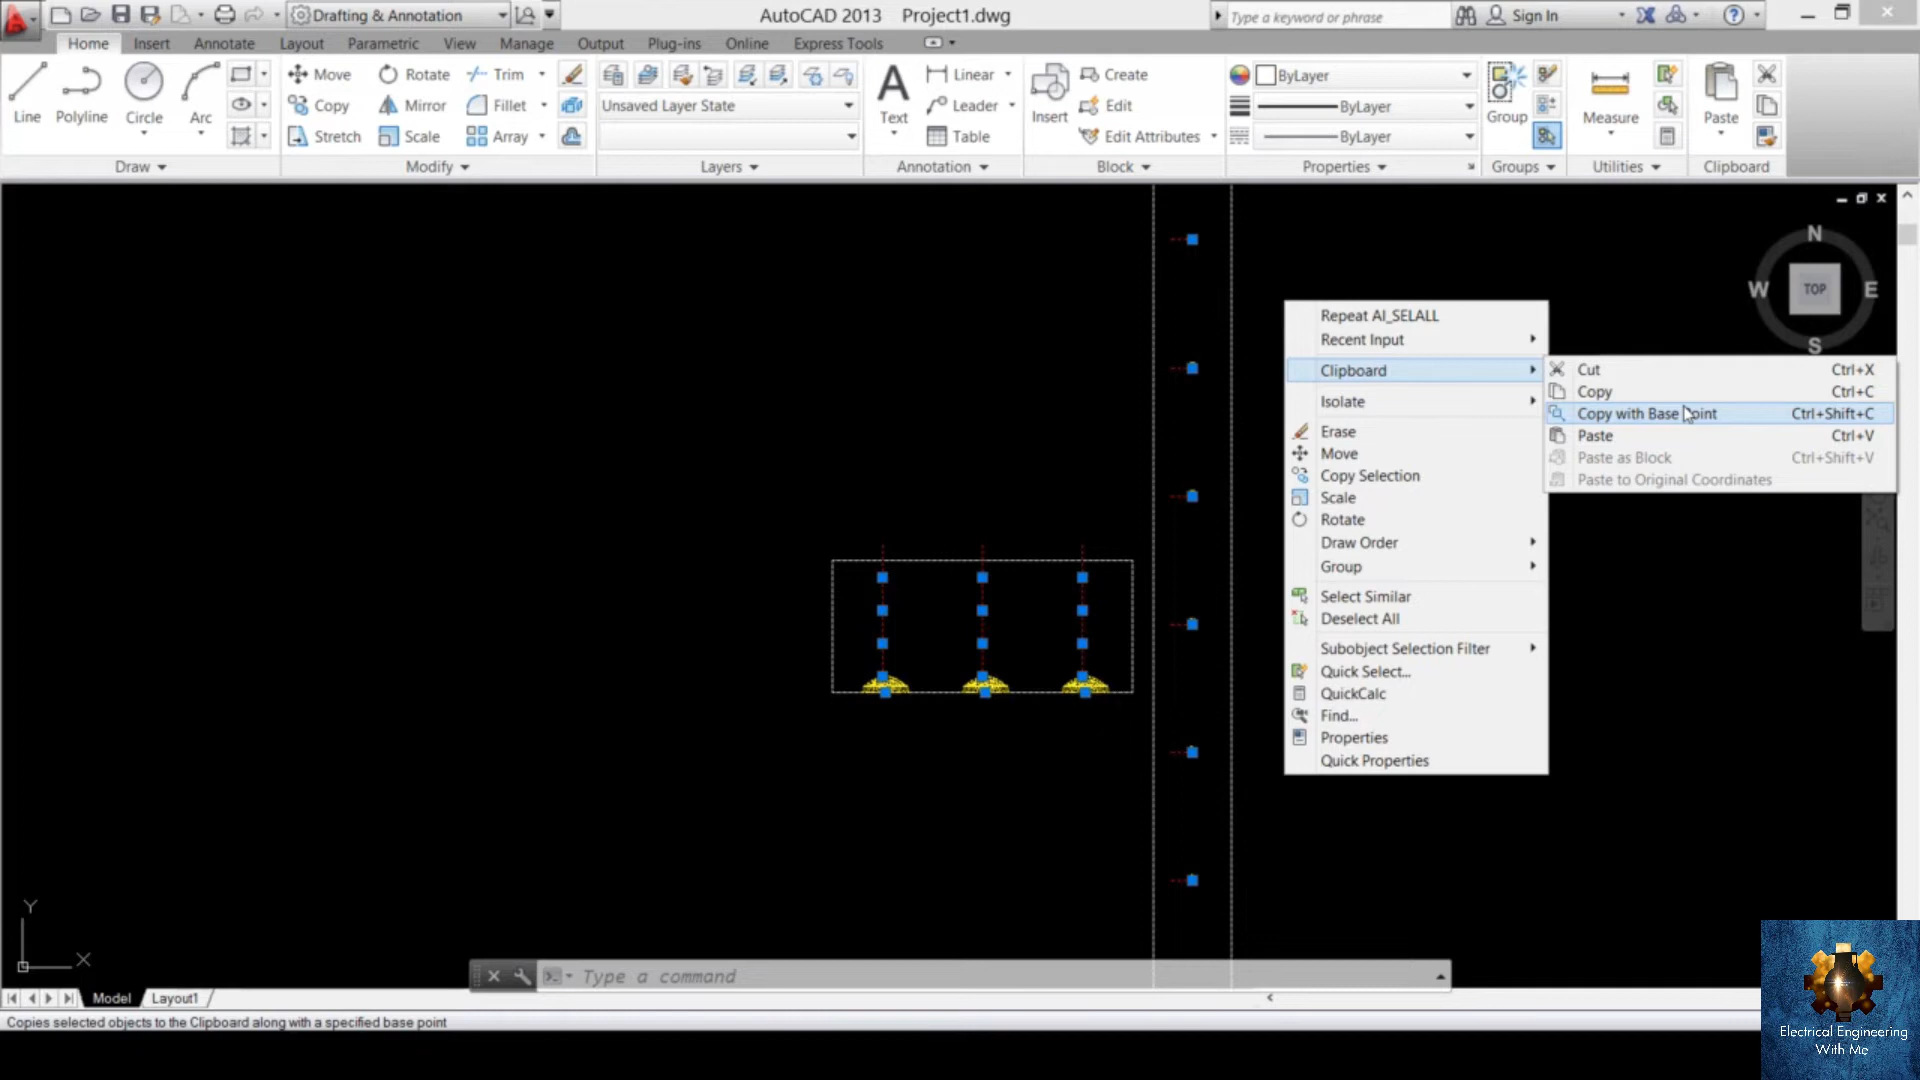 Drafting & Annotation
AutoCAD 2013 Project1.dwg
Type a keyword or phrase
Sign In
Home Insert Annotate Layout Parametric View Manage Output Plug-ins Online Express Tools
Line Polyline Circle Arc
Move Rotate Trim
Copy Mirror Fillet
Stretch Scale Array
Unsaved Layer State
Text
Linear
Leader
Table
Insert
Create
Edit
Edit Attributes
ByLayer
ByLayer
ByLayer
Group
Measure
Paste
Draw Modify Layers Annotation Block Properties Groups Utilities Clipboard
N
W TOP E
S
Repeat AI_SELALL
Recent Input
Clipboard
Isolate
Erase
Move
Copy Selection
Scale
Rotate
Draw Order
Group
Select Similar
Deselect All
Subobject Selection Filter
Quick Select...
QuickCalc
Find...
Properties
Quick Properties
Cut Ctrl+X
Copy Ctrl+C
Copy with Base Point Ctrl+Shift+C
Paste Ctrl+V
Paste as Block Ctrl+Shift+V
Paste to Original Coordinates
Y
X
Type a command
Model Layout1
Copies selected objects to the Clipboard along with a specified base point
Electrical Engineering
With Me